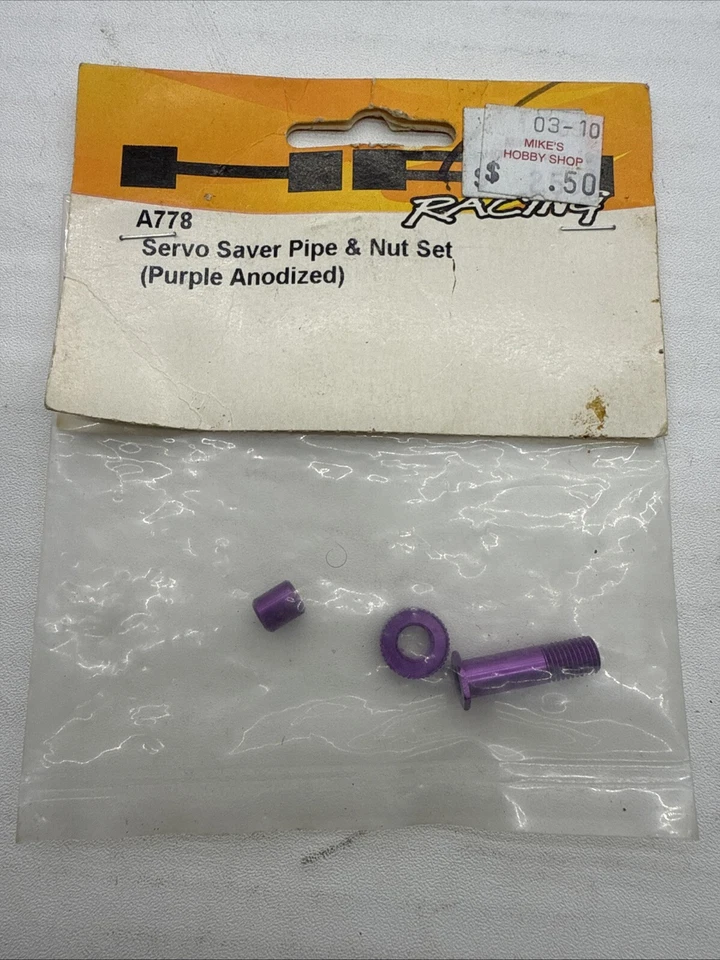 03-10
MIKE'S
HOBBY SHOP
$ .50
RACING
A778
Servo Saver Pipe & Nut Set
(Purple Anodized)